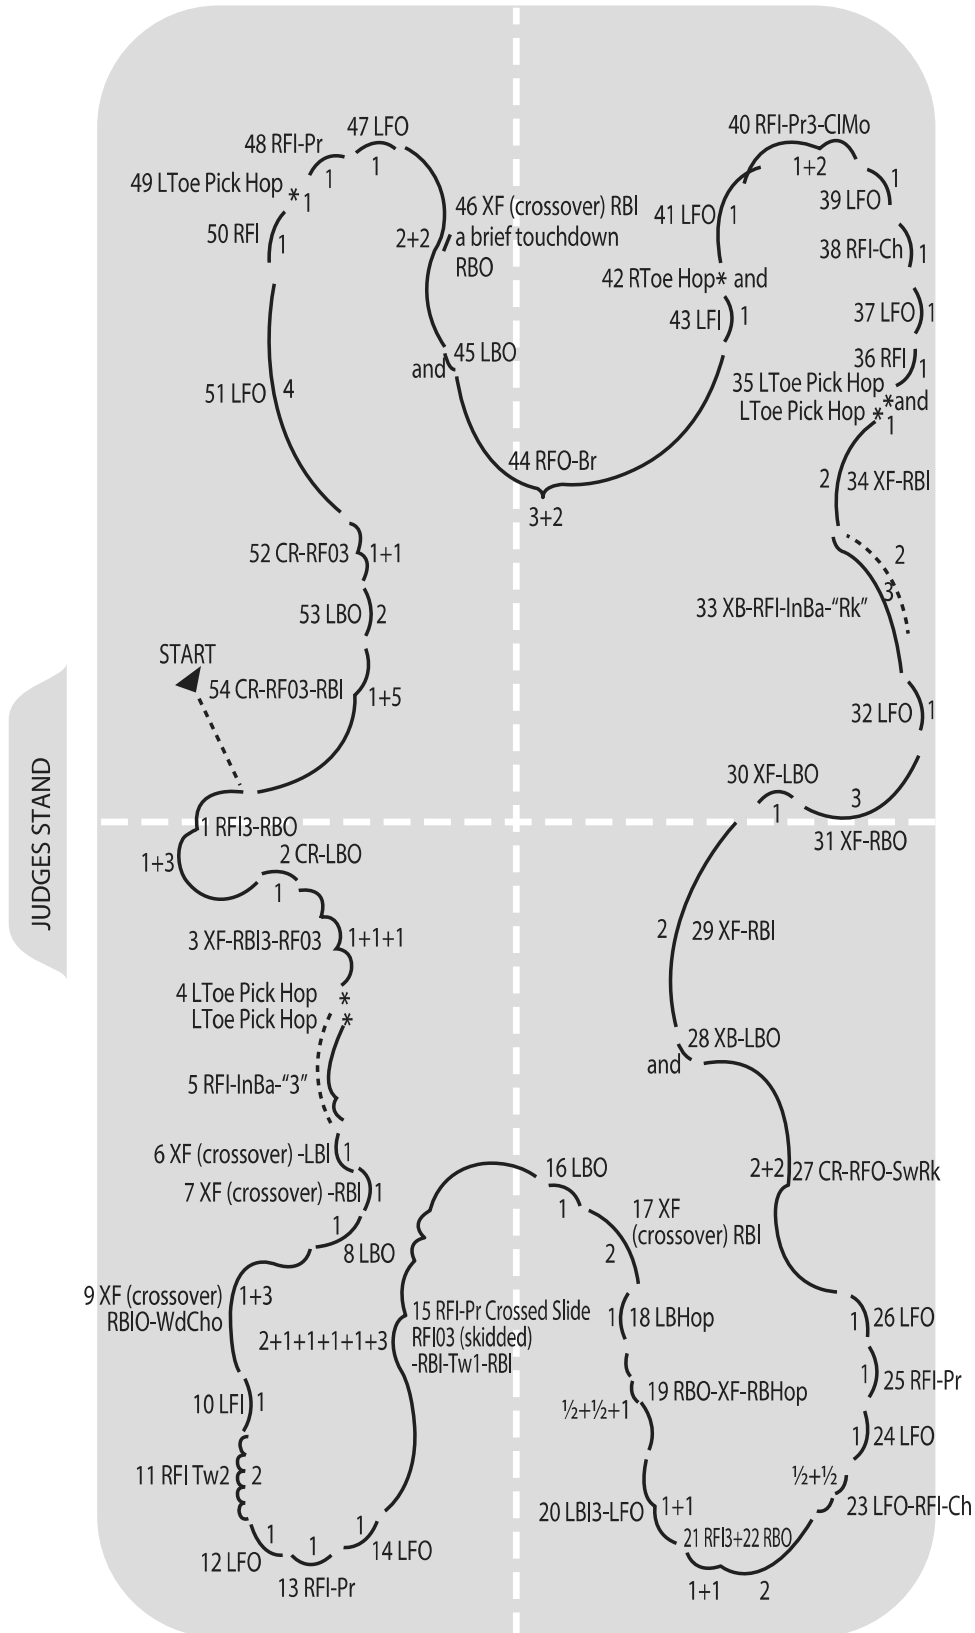 47 LFO
1
48 RFI-Pr
1
49 LToe Pick Hop
*1
50 RFI
1
46 XF (crossover) RBI
2+2
a brief touchdown
RBO
45 LBO
and
51 LFO
4
44 RFO-Br
3+2
40 RFI-Pr3-ClMo
1+2
1
39 LFO
41 LFO
1
38 RFI-Ch
1
42 RToe Hop* and
43 LFI
1
37 LFO
1
36 RFI
1
35 LToe Pick Hop
*and
LToe Pick Hop
*
1
2
34 XF-RBI
2
3
33 XB-RFI-InBa-“Rk”
32 LFO
1
30 XF-LBO
1
3
31 XF-RBO
52 CR-RF03
1+1
53 LBO
2
START
54 CR-RF03-RBI
1+5
JUDGES STAND
1 RFI3-RBO
1+3
2 CR-LBO
1
3 XF-RBI3-RF03
1+1+1
4 LToe Pick Hop
*
LToe Pick Hop
*
5 RFI-InBa-“3”
6 XF (crossover) -LBI
1
7 XF (crossover) -RBI
1
1
8 LBO
9 XF (crossover)
RBIO-WdCho
1+3
10 LFI
1
11 RFI Tw2
2
1
12 LFO
1
13 RFI-Pr
1
14 LFO
15 RFI-Pr Crossed Slide
RFI03 (skidded)
-RBI-Tw1-RBI
2+1+1+1+1+3
16 LBO
1
17 XF
(crossover) RBI
2
18 LBHop
1
19 RBO-XF-RBHop
½+½+1
20 LBI3-LFO
1+1
21 RFI3+22 RBO
1+1
2
½+½
23 LFO-RFI-Ch
24 LFO
1
25 RFI-Pr
1
26 LFO
1
2+2
27 CR-RFO-SwRk
28 XB-LBO
and
2
29 XF-RBI